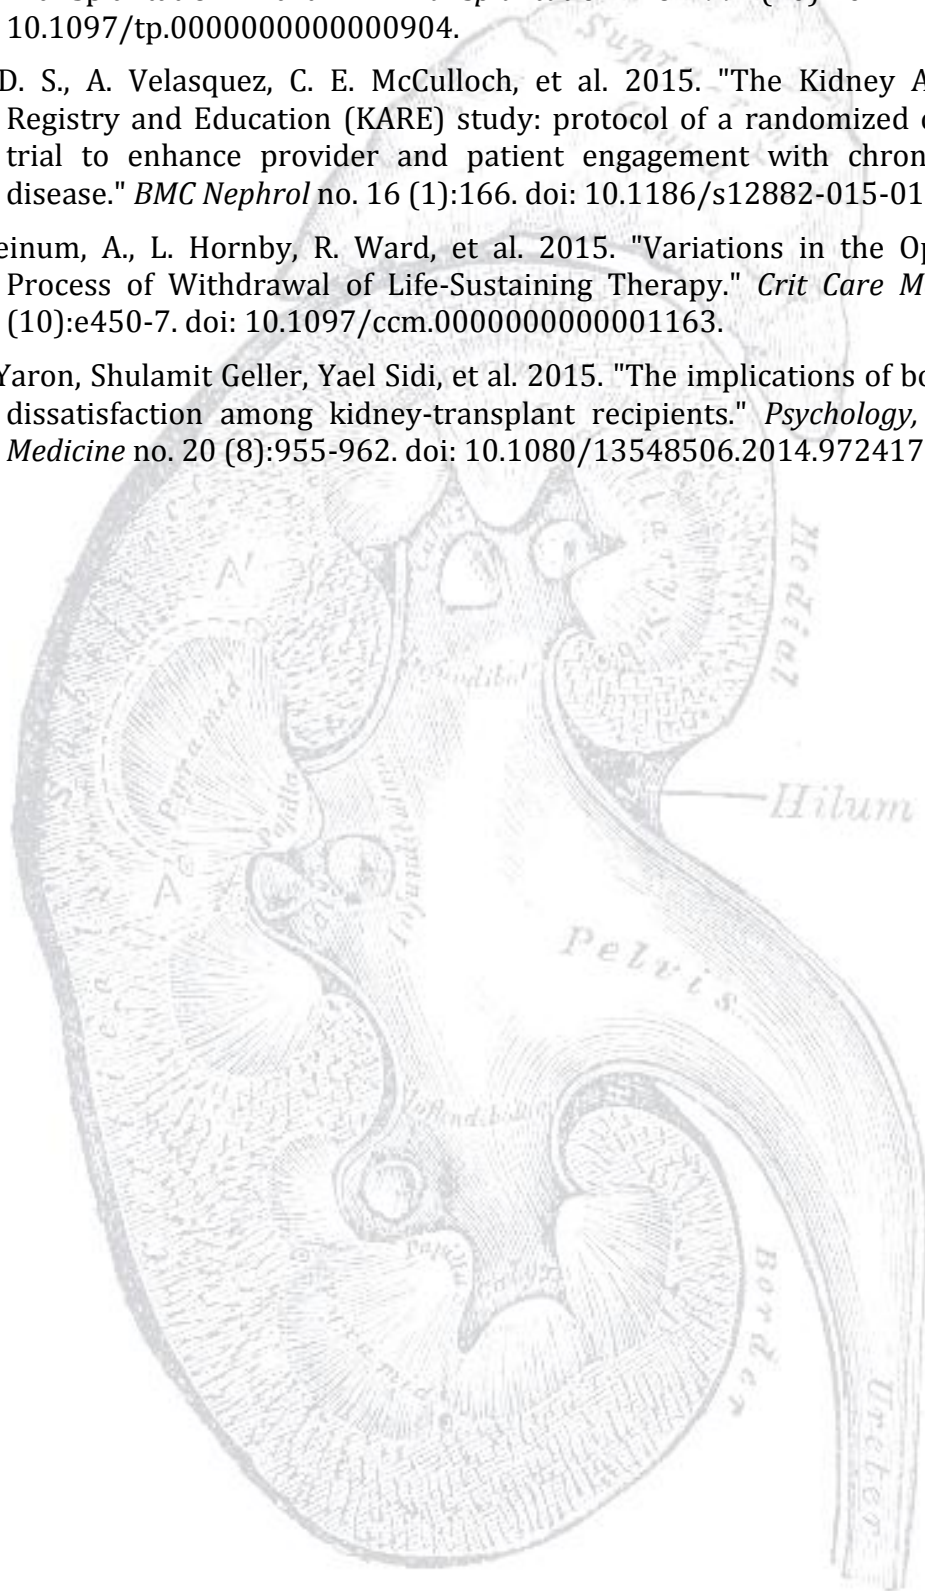 10.1097/tp.0000000000000904.
D. S., A. Velasquez, C. E. McCulloch, et al. 2015. "The Kidney A
Registry and Education (KARE) study: protocol of a randomized
trial to enhance provider and patient engagement with chron
disease." BMC Nephrol no. 16 (1):166. doi: 10.1186/s12882-015-01
einum, A., L. Hornby, R. Ward, et al. 2015. "Variations in the Op
Process of Withdrawal of Life-Sustaining Therapy." Crit Care M
(10):e450-7. doi: 10.1097/ccm.0000000000001163.
Yaron, Shulamit Geller, Yael Sidi, et al. 2015. "The implications of bo
dissatisfaction among kidney-transplant recipients." Psychology,
Medicine no. 20 (8):955-962. doi: 10.1080/13548506.2014.972417
A'
Pyramid
Papilla
Hilum
A
Pelvis
Border
Ureter